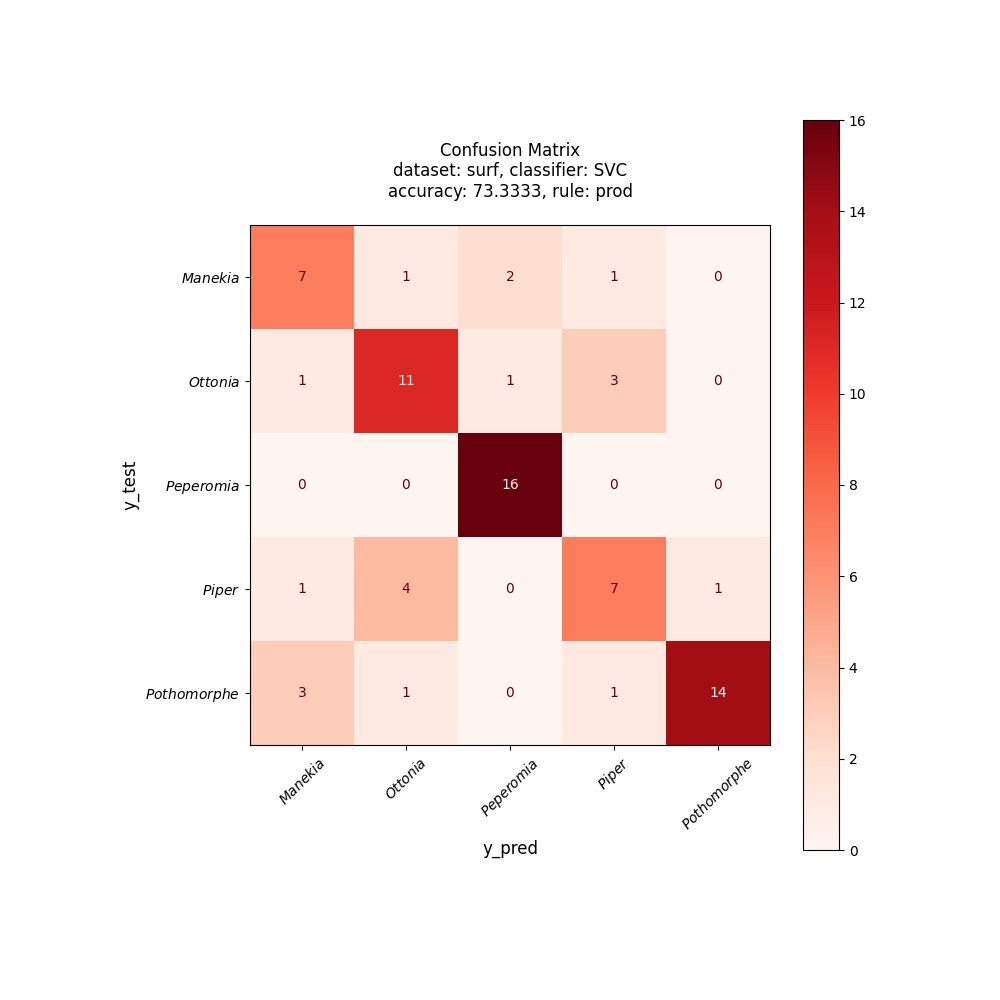 Confusion Matrix
dataset: surf, classifier: SVC
accuracy: 73.3333, rule: prod
16
14
12
10
8
6
4
2
0
y_test
Manekia 7 1 2 1 0
Ottonia 1 11 1 3 0
Peperomia 0 0 16 0 0
Piper 1 4 0 7 1
Pothomorphe 3 1 0 1 14
Manekia Ottonia Peperomia Piper Pothomorphe
y_pred